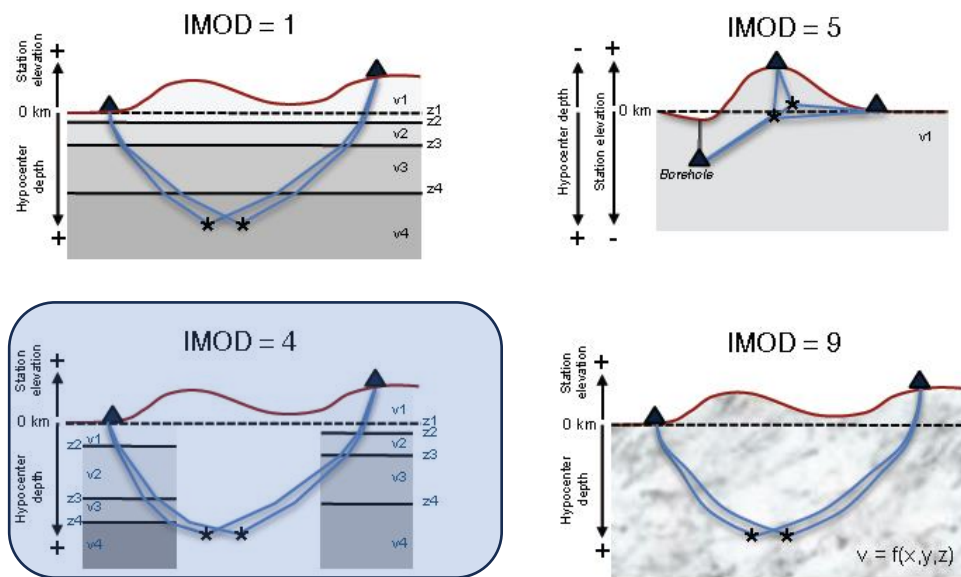 IMOD = 1
Station elevation
+
0 km
Hypocenter depth
+
v1
z1
z2
v2
z3
v3
z4
v4
*
*
IMOD = 5
-
+
Hypocenter depth
Station elevation
0 km
+
-
*
*
v1
Borehole
IMOD = 4
Station elevation
+
0 km
Hypocenter depth
+
v1
z2
v2
z3
v3
z4
v4
*
*
v1
z1
z2
v2
z3
v3
z4
v4
IMOD = 9
Station elevation
+
0 km
Hypocenter depth
+
*
*
v = f(x,y,z)